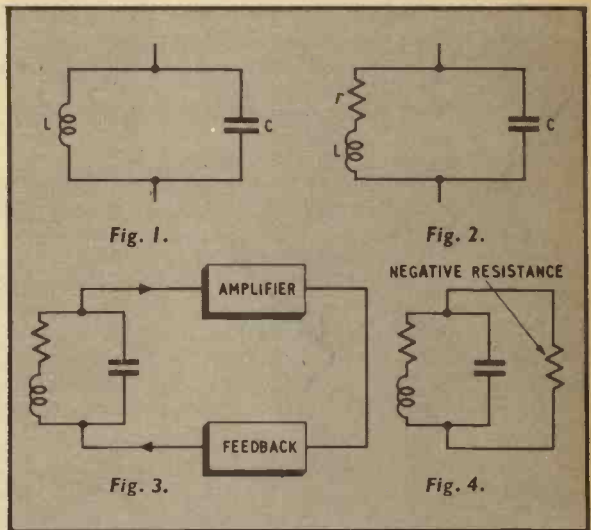 L
C
Fig. 1.
r
L
C
Fig. 2.
AMPLIFIER
FEEDBACK
Fig. 3.
NEGATIVE RESISTANCE
Fig. 4.